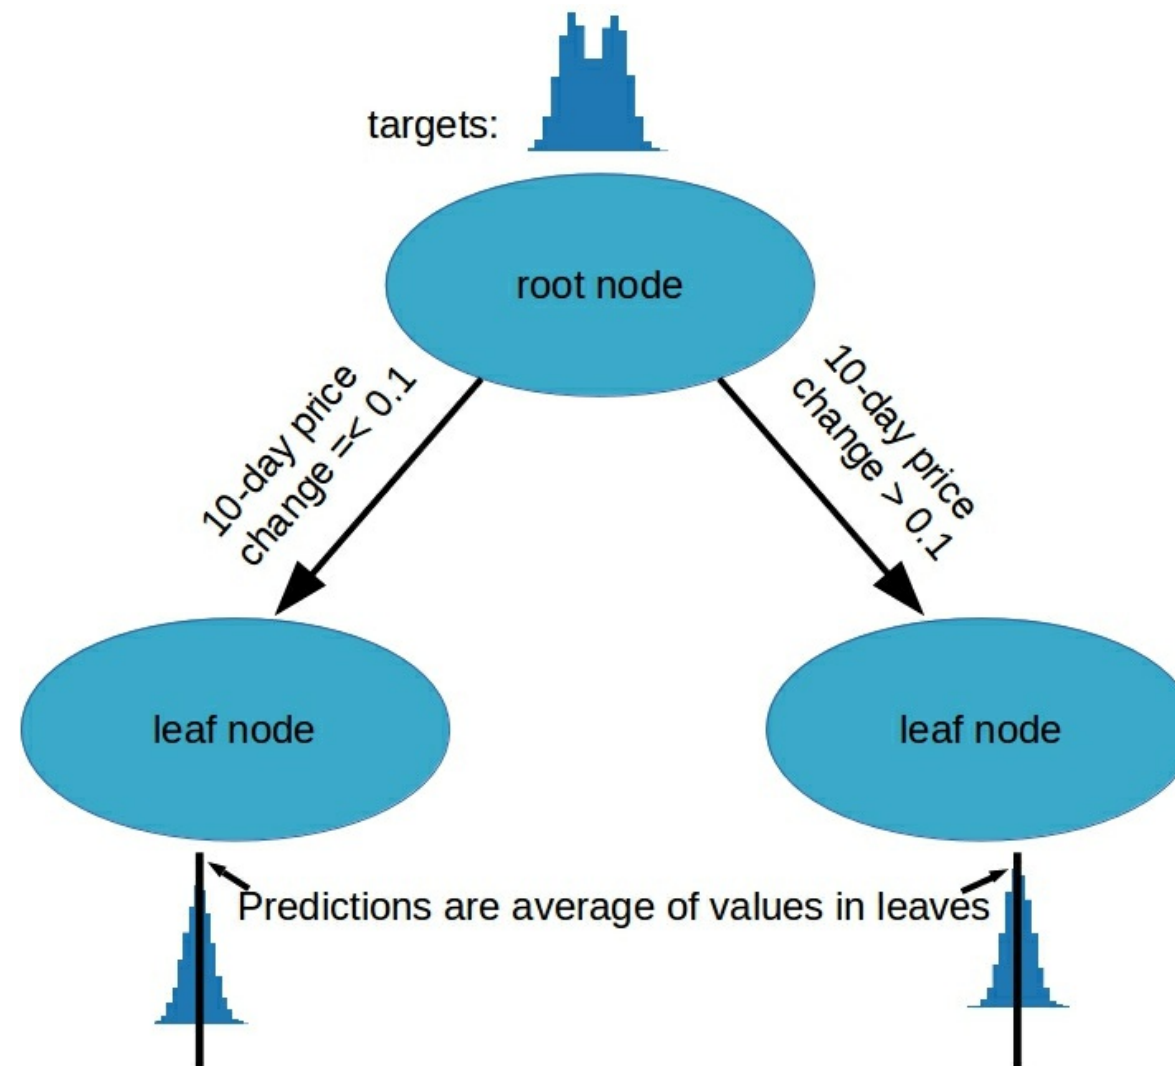 targets:
root node
10-day price
change =< 0.1
10-day price
change > 0.1
leaf node
leaf node
Predictions are average of values in leaves